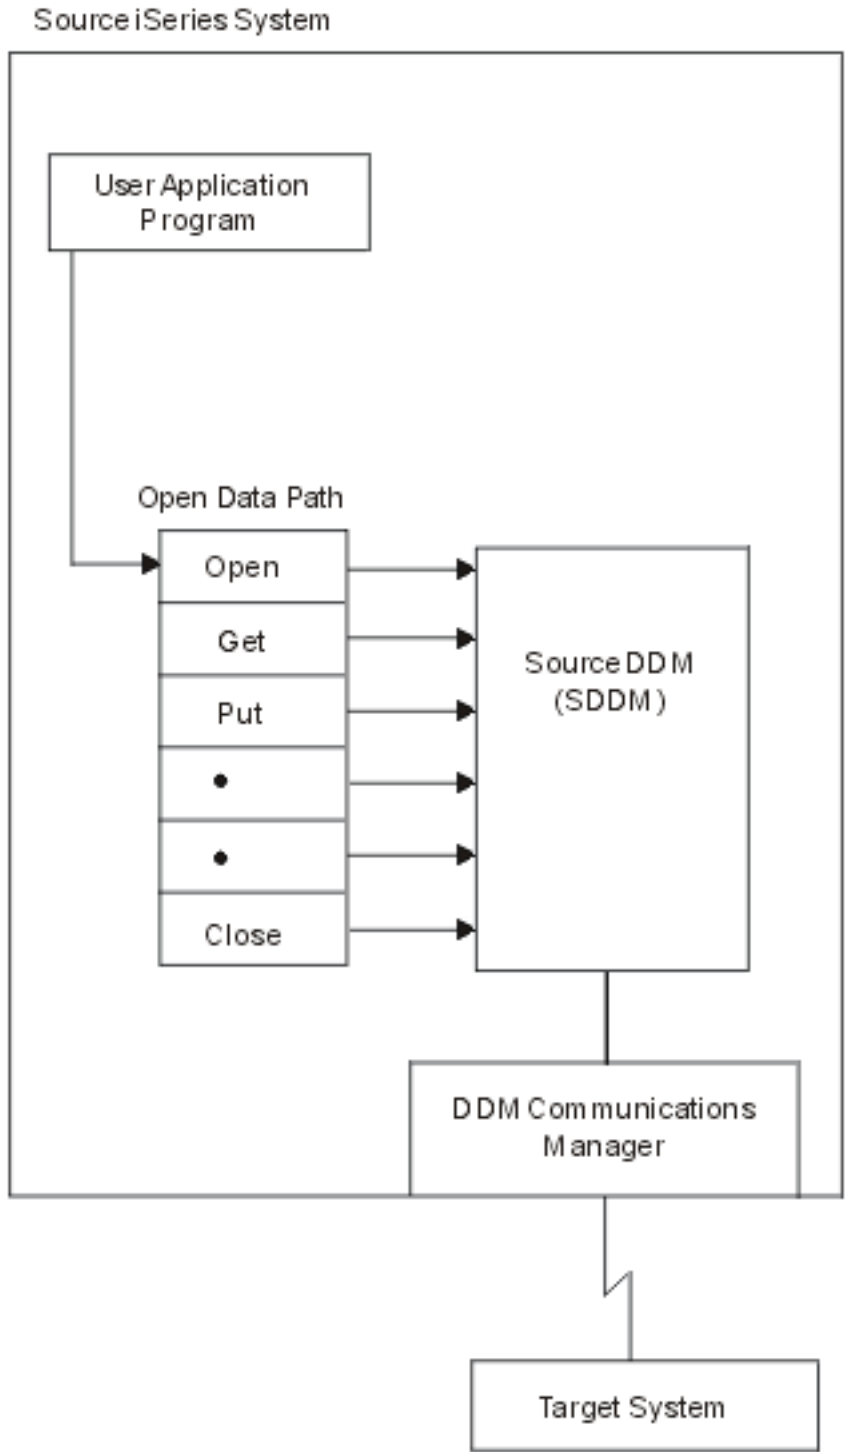 Source iSeries System
User Application
Program
Open Data Path
Open
Get
Put
•
•
Close
Source DDM
(SDDM)
DDM Communications
Manager
Target System